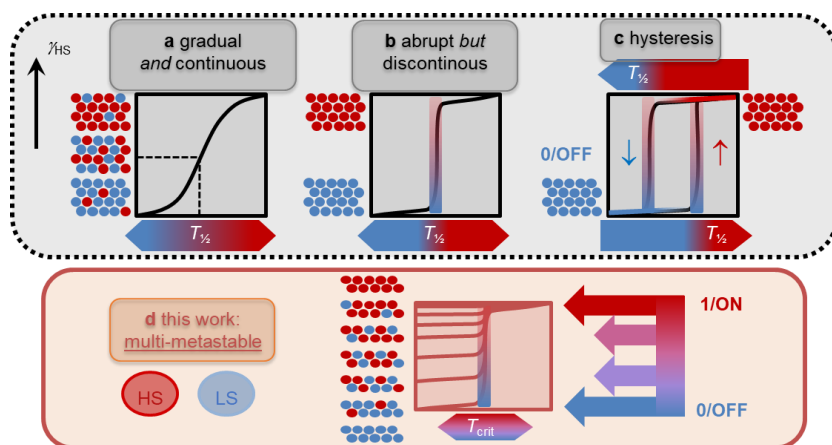 γHS
a gradual
and continuous
b abrupt but
discontinous
c hysteresis
T½
0/OFF
T½
T½
T½
d this work:
multi-metastable
HS
LS
1/ON
0/OFF
Tcrit